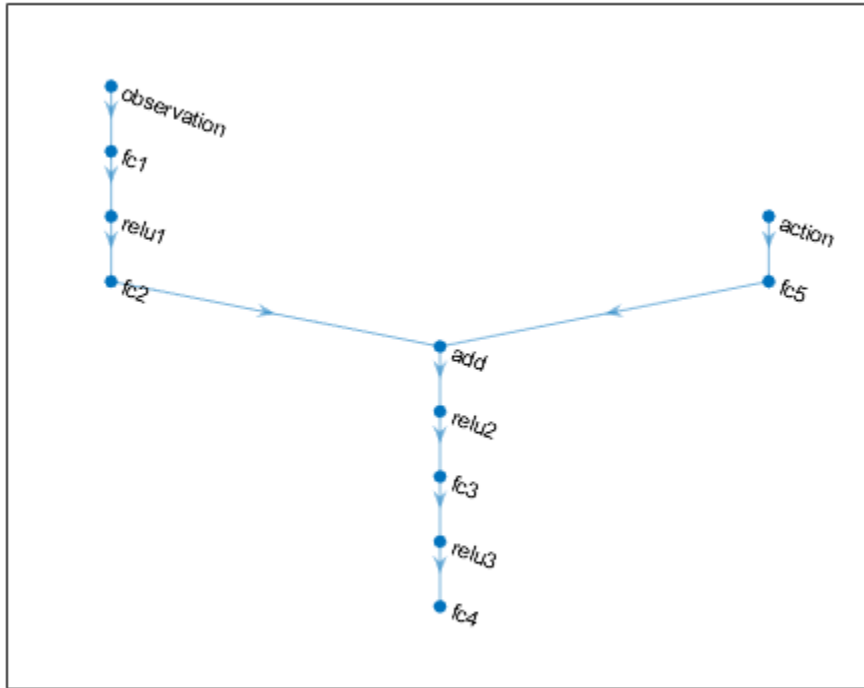 observation
fc1
relu1
fc2
action
fc5
add
relu2
fc3
relu3
fc4